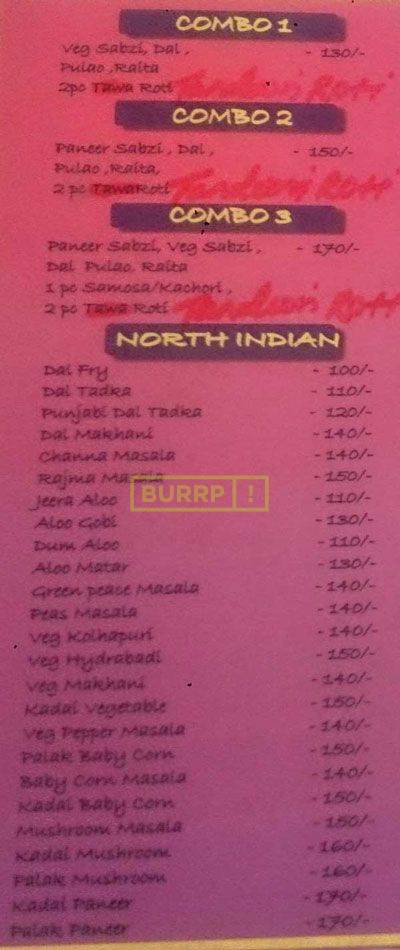 COMBO 1
Veg Sabzi, Dal, - 130/-
Pulao, Raita
2pc Tawa Roti Tandoori Roti
COMBO 2
Paneer Sabzi, Dal, - 150/-
Pulao, Raita,
2 pc TawaRoti Tandoori Roti
COMBO 3
Paneer Sabzi, Veg Sabzi, - 170/-
Dal Pulao. Raita
1 pc Samosa/Kachori,
2 pc Tawa Roti Tandoori Roti
NORTH INDIAN
Dal Fry - 100/-
Dal Tadka - 110/-
Punjabi Dal Tadka - 120/-
Dal Makhani - 140/-
Channa Masala - 140/-
Rajma Masala - 150/-
BURRP!
Jeera Aloo - 110/-
Aloo Gobi - 130/-
Dum Aloo - 110/-
Aloo Matar - 130/-
Green peace Masala - 140/-
Peas Masala - 140/-
Veg Kolhapuri - 140/-
Veg Hydrabadi - 150/-
Veg Makhani - 140/-
Kadai Vegetable - 150/-
Veg Pepper Masala - 140/-
Palak Baby Corn - 150/-
Baby Corn Masala - 140/-
Kadai Baby Corn - 150/-
Mushroom Masala - 150/-
Kadai Mushroom - 160/-
Palak Mushroom - 160/-
Kadai Paneer - 170/-
Palak Paneer - 170/-